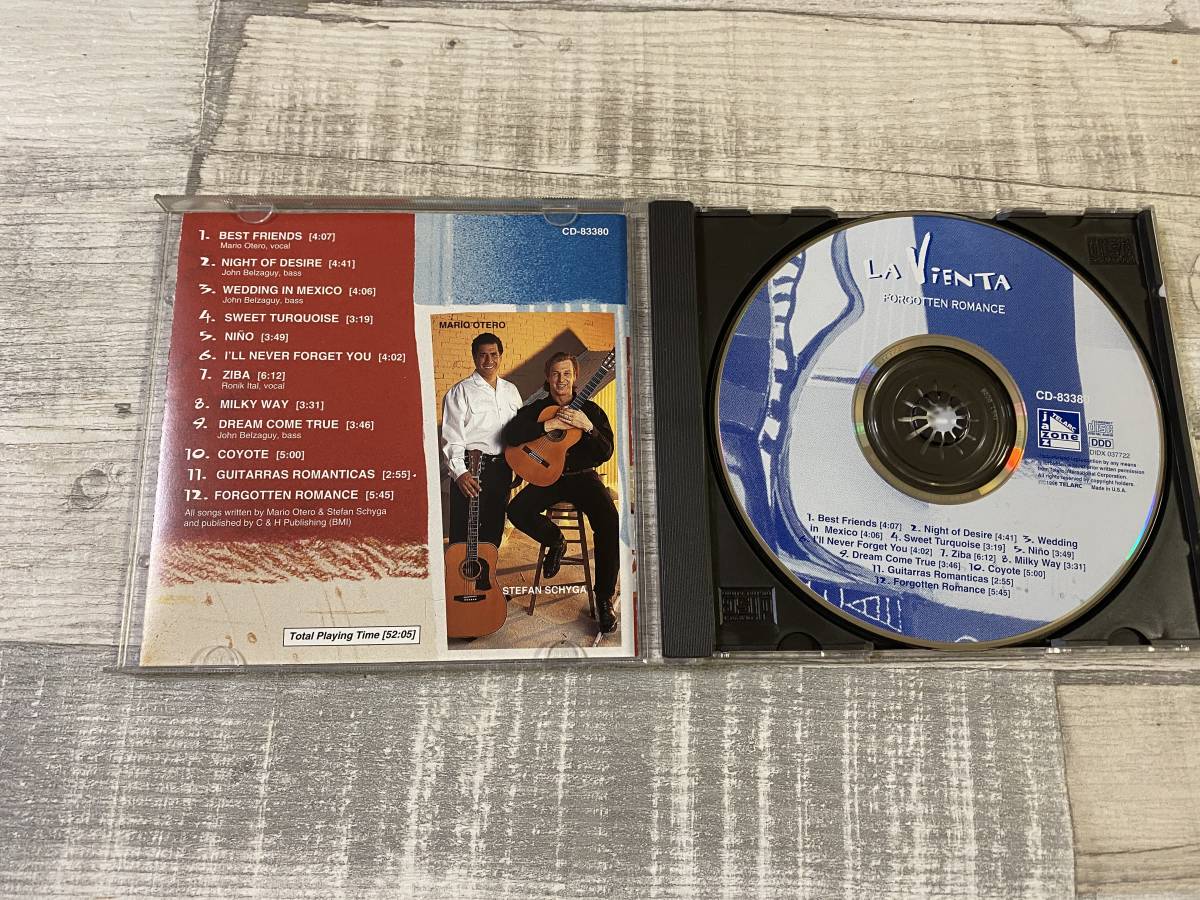 CD-83380
1. BEST FRIENDS [4:07]
Mario Otero, vocal
2. NIGHT OF DESIRE [4:41]
John Belzaguy, bass
3. WEDDING IN MEXICO [4:06]
John Belzaguy, bass
4. SWEET TURQUOISE [3:19]
5. NIÑO [3:49]
6. I'LL NEVER FORGET YOU [4:02]
7. ZIBA [6:12]
Ronik Ital, vocal
8. MILKY WAY [3:31]
9. DREAM COME TRUE [3:46]
John Belzaguy, bass
10. COYOTE [5:00]
11. GUITARRAS ROMANTICAS [2:55]
12. FORGOTTEN ROMANCE [5:45]
All songs written by Mario Otero & Stefan Schyga
and published by C & H Publishing (BMI)
Total Playing Time [52:05]
MARIO OTERO
STEFAN SCHYGA
LA VIENTA
FORGOTTEN ROMANCE
CD-83380
TELARC
jazz zone
DDD
DIDX 037722
Made in U.S.A.
1. Best Friends [4:07] 2. Night of Desire [4:41] 3. Wedding
in Mexico [4:06] 4. Sweet Turquoise [3:19] 5. Niño [3:49]
6. I'll Never Forget You [4:02] 7. Ziba [6:12] 8. Milky Way [3:31]
9. Dream Come True [3:46] 10. Coyote [5:00]
11. Guitarras Romanticas [2:55]
12. Forgotten Romance [5:45]